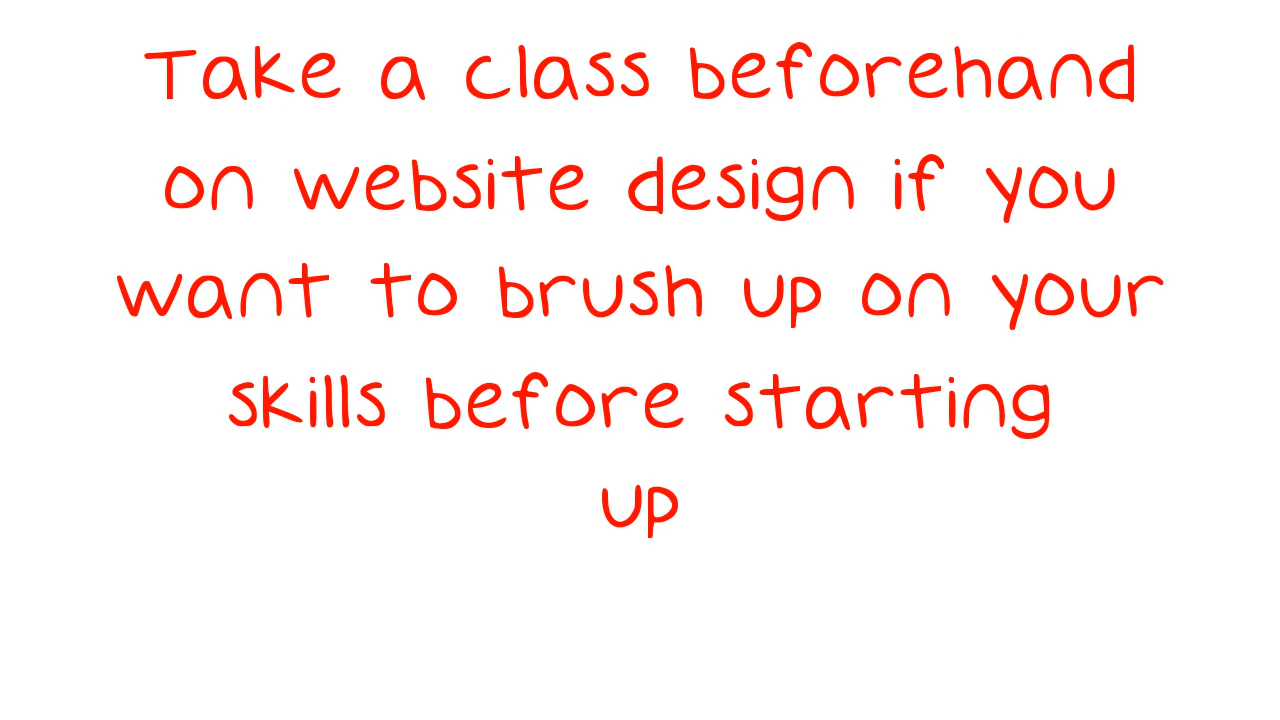 Take a class beforehand
on website design if you
want to brush up on your
skills before starting
up